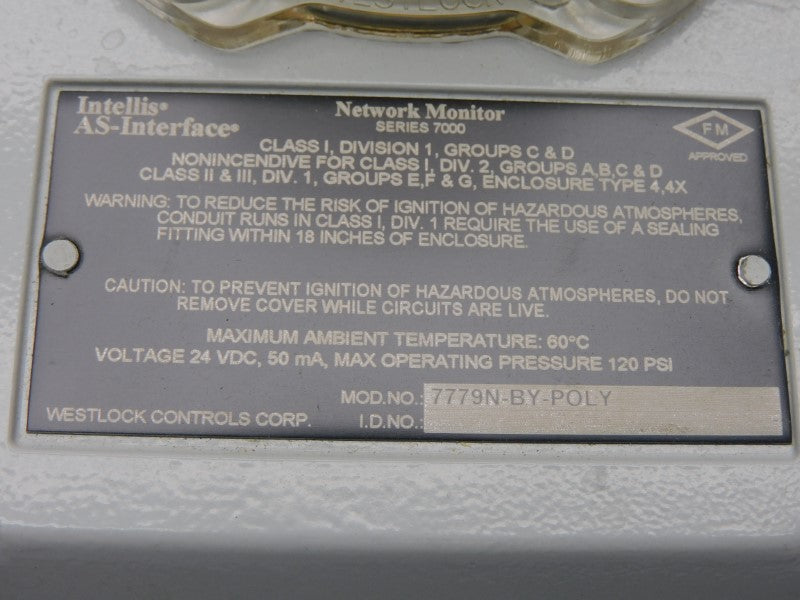 WESTLOCK
Intellis®
AS-Interface®
Network Monitor
SERIES 7000
FM
APPROVED
CLASS I, DIVISION 1, GROUPS C & D
NONINCENDIVE FOR CLASS I, DIV. 2, GROUPS A,B,C & D
CLASS II & III, DIV. 1, GROUPS E,F & G, ENCLOSURE TYPE 4,4X
WARNING: TO REDUCE THE RISK OF IGNITION OF HAZARDOUS ATMOSPHERES,
CONDUIT RUNS IN CLASS I, DIV. 1 REQUIRE THE USE OF A SEALING
FITTING WITHIN 18 INCHES OF ENCLOSURE.
CAUTION: TO PREVENT IGNITION OF HAZARDOUS ATMOSPHERES, DO NOT
REMOVE COVER WHILE CIRCUITS ARE LIVE.
MAXIMUM AMBIENT TEMPERATURE: 60°C
VOLTAGE 24 VDC, 50 mA, MAX OPERATING PRESSURE 120 PSI
MOD.NO.: 7779N-BY-POLY
WESTLOCK CONTROLS CORP. I.D.NO.: